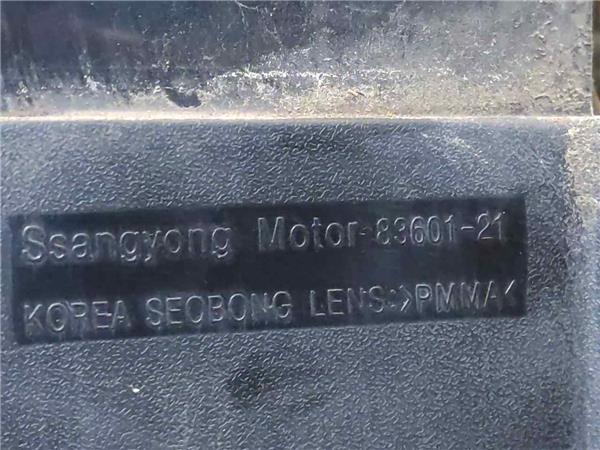 Ssangyong Motor-83601-21
KOREA SEOBONG LENS:>PMMA<